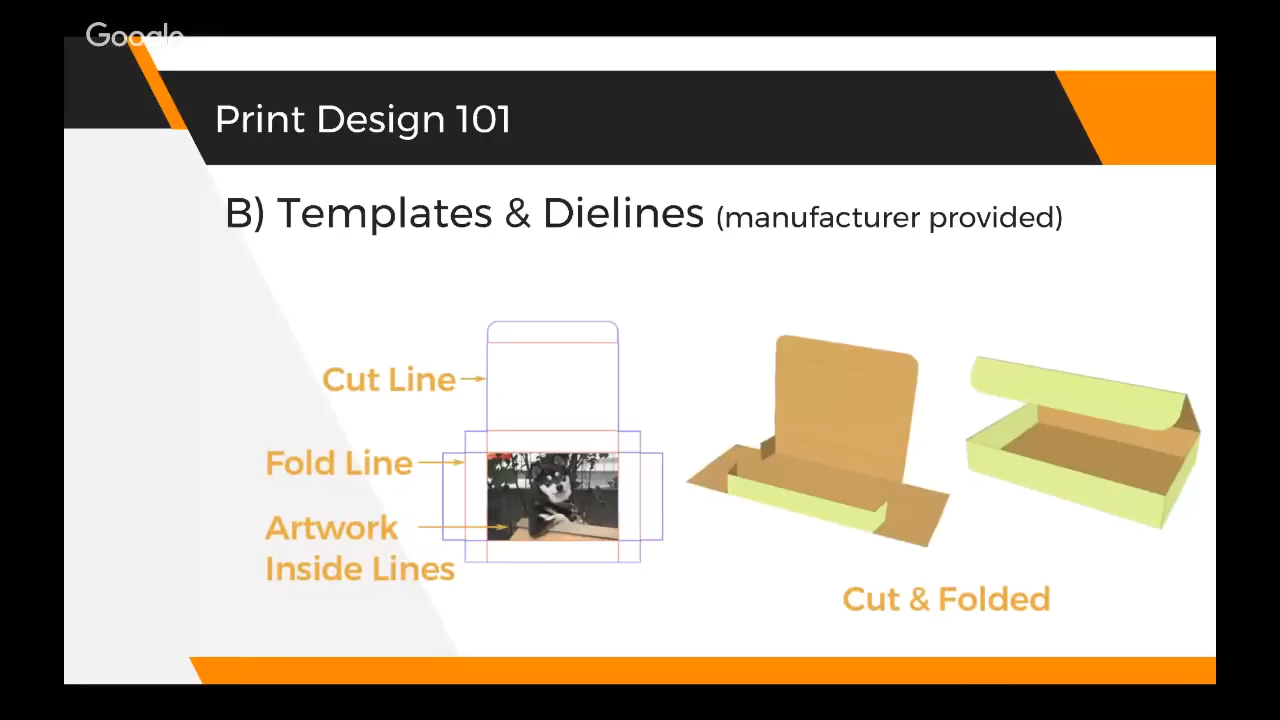 Google
Print Design 101
B) Templates & Dielines (manufacturer provided)
Cut Line
Fold Line
Artwork
Inside Lines
Cut & Folded